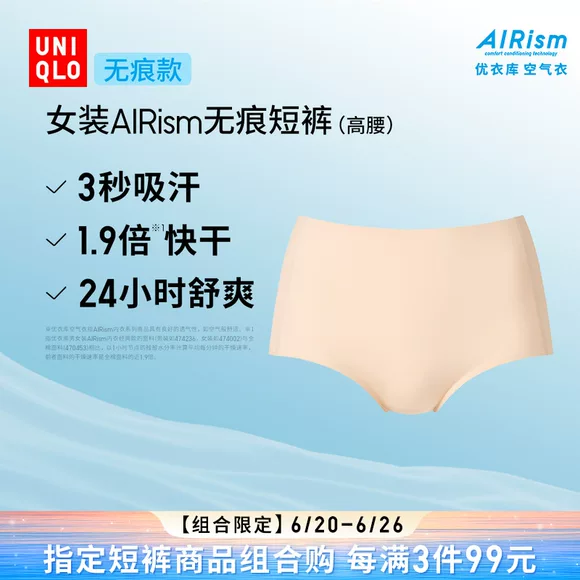 UNI
QLO
无痕款
AIRism
comfort conditioning technology
优衣库 空气衣
女装AIRism无痕短裤(高腰)
✓ 3秒吸汗
✓ 1.9倍※1快干
✓ 24小时舒爽
【组合限定】6/20-6/26
指定短裤商品组合购 每满3件99元